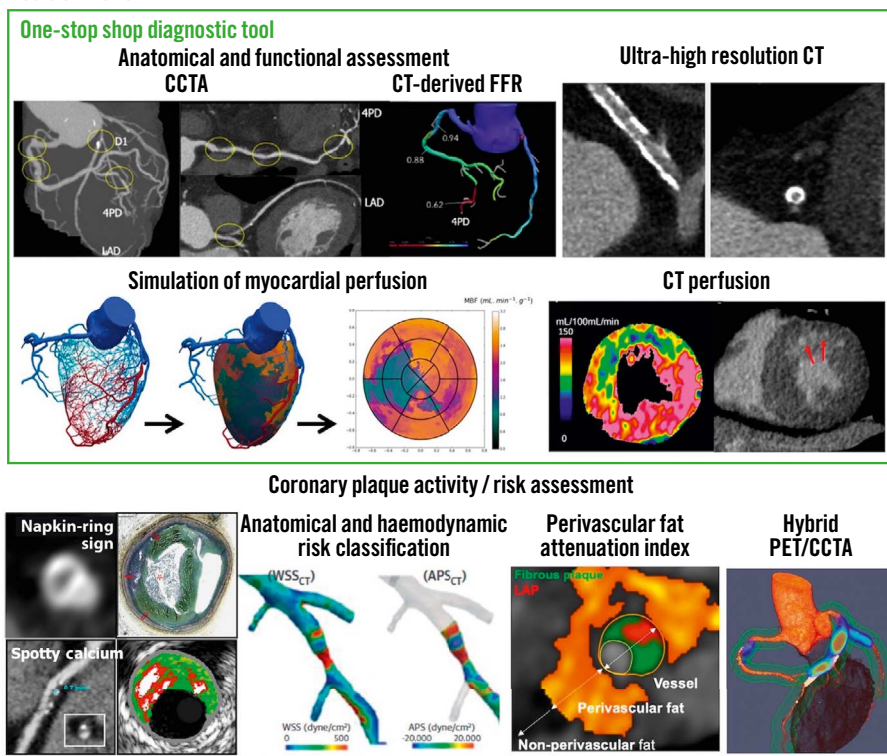 One-stop shop diagnostic tool
Anatomical and functional assessment
Ultra-high resolution CT
CCTA
CT-derived FFR
D1
4PD
LAD
4PD
LAD
0.94
0.88
0.62
4PD
Simulation of myocardial perfusion
CT perfusion
MBF (mL. min⁻¹. g⁻¹)
mL/100mL/min
150
0
Coronary plaque activity / risk assessment
Napkin-ring
sign
Spotty calcium
Anatomical and haemodynamic
risk classification
(WSS_CT)
(APS_CT)
WSS (dyne/cm²)
0
500
APS (dyne/cm²)
-20.000
20.000
Perivascular fat
attenuation index
Fibrous plaque
LAP
Vessel
Perivascular fat
Non-perivascular fat
Hybrid
PET/CCTA